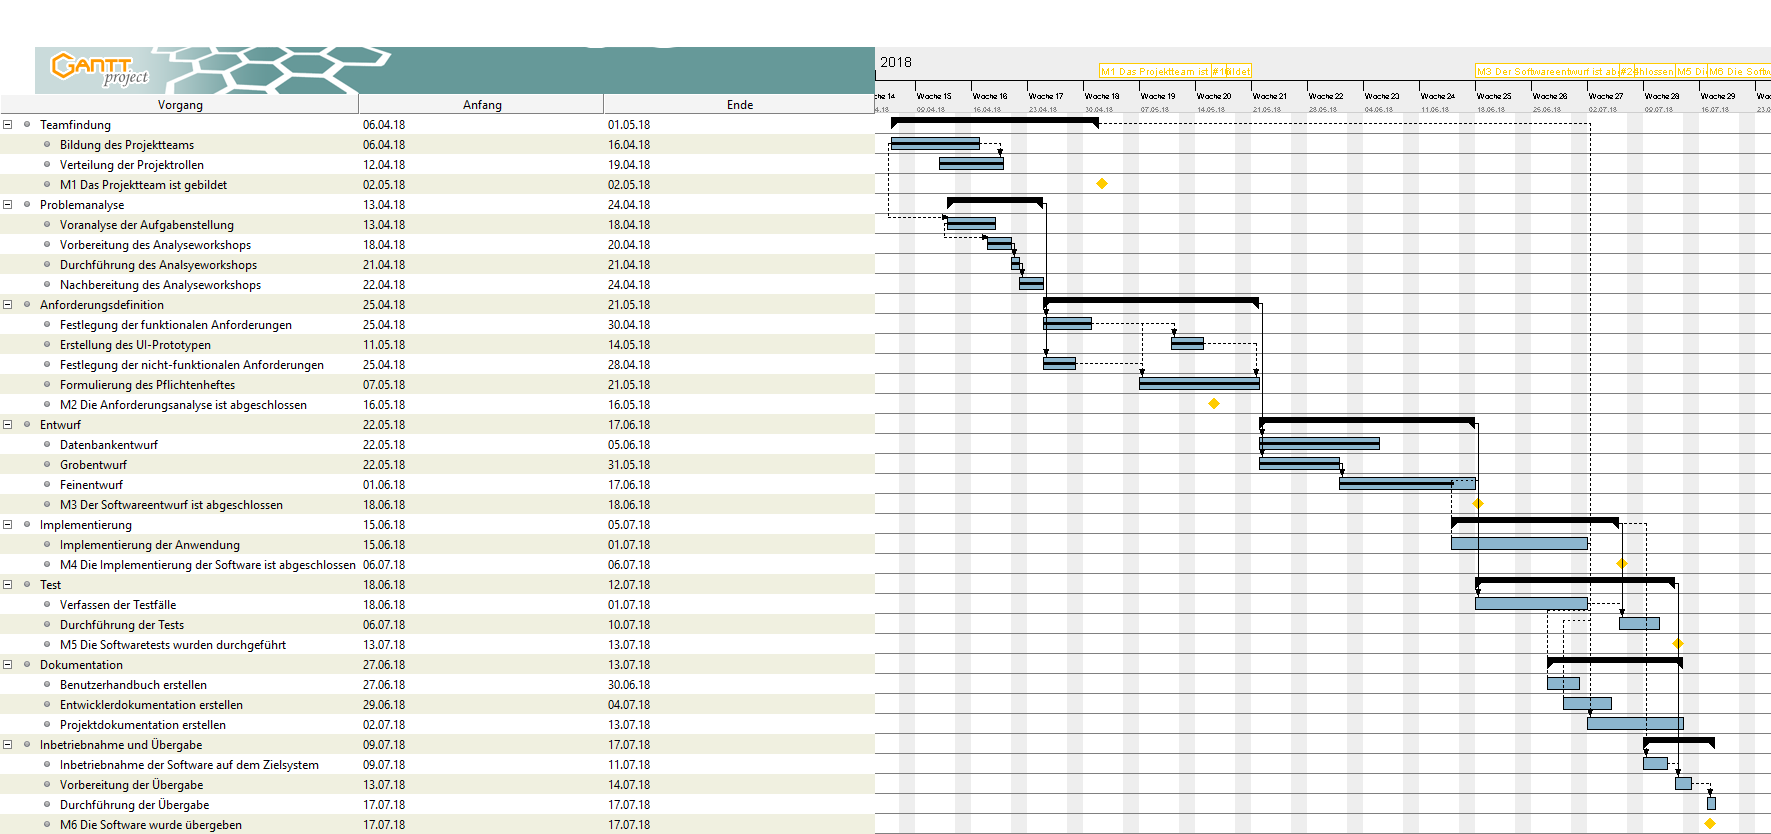 GANTT
project
2018
M1 Das Projektteam ist #16 ildet M3 Der Softwareentwurf ist ab #24 hlossen M5 Di M6 Die Softw
che 14 Woche 15 Woche 16 Woche 17 Woche 18 Woche 19 Woche 20 Woche 21 Woche 22 Woche 23 Woche 24 Woche 25 Woche 26 Woche 27 Woche 28 Woche 29 Woc
4.18 09.04.18 16.04.18 23.04.18 30.04.18 07.05.18 14.05.18 21.05.18 28.05.18 04.06.18 11.06.18 18.06.18 25.06.18 02.07.18 09.07.18 16.07.18 23.0
Vorgang Anfang Ende
Teamfindung 06.04.18 01.05.18
Bildung des Projektteams 06.04.18 16.04.18
Verteilung der Projektrollen 12.04.18 19.04.18
M1 Das Projektteam ist gebildet 02.05.18 02.05.18
Problemanalyse 13.04.18 24.04.18
Voranalyse der Aufgabenstellung 13.04.18 18.04.18
Vorbereitung des Analyseworkshops 18.04.18 20.04.18
Durchführung des Analsyeworkshops 21.04.18 21.04.18
Nachbereitung des Analyseworkshops 22.04.18 24.04.18
Anforderungsdefinition 25.04.18 21.05.18
Festlegung der funktionalen Anforderungen 25.04.18 30.04.18
Erstellung des UI-Prototypen 11.05.18 14.05.18
Festlegung der nicht-funktionalen Anforderungen 25.04.18 28.04.18
Formulierung des Pflichtenheftes 07.05.18 21.05.18
M2 Die Anforderungsanalyse ist abgeschlossen 16.05.18 16.05.18
Entwurf 22.05.18 17.06.18
Datenbankentwurf 22.05.18 05.06.18
Grobentwurf 22.05.18 31.05.18
Feinentwurf 01.06.18 17.06.18
M3 Der Softwareentwurf ist abgeschlossen 18.06.18 18.06.18
Implementierung 15.06.18 05.07.18
Implementierung der Anwendung 15.06.18 01.07.18
M4 Die Implementierung der Software ist abgeschlossen 06.07.18 06.07.18
Test 18.06.18 12.07.18
Verfassen der Testfälle 18.06.18 01.07.18
Durchführung der Tests 06.07.18 10.07.18
M5 Die Softwaretests wurden durchgeführt 13.07.18 13.07.18
Dokumentation 27.06.18 13.07.18
Benutzerhandbuch erstellen 27.06.18 30.06.18
Entwicklerdokumentation erstellen 29.06.18 04.07.18
Projektdokumentation erstellen 02.07.18 13.07.18
Inbetriebnahme und Übergabe 09.07.18 17.07.18
Inbetriebnahme der Software auf dem Zielsystem 09.07.18 11.07.18
Vorbereitung der Übergabe 13.07.18 14.07.18
Durchführung der Übergabe 17.07.18 17.07.18
M6 Die Software wurde übergeben 17.07.18 17.07.18